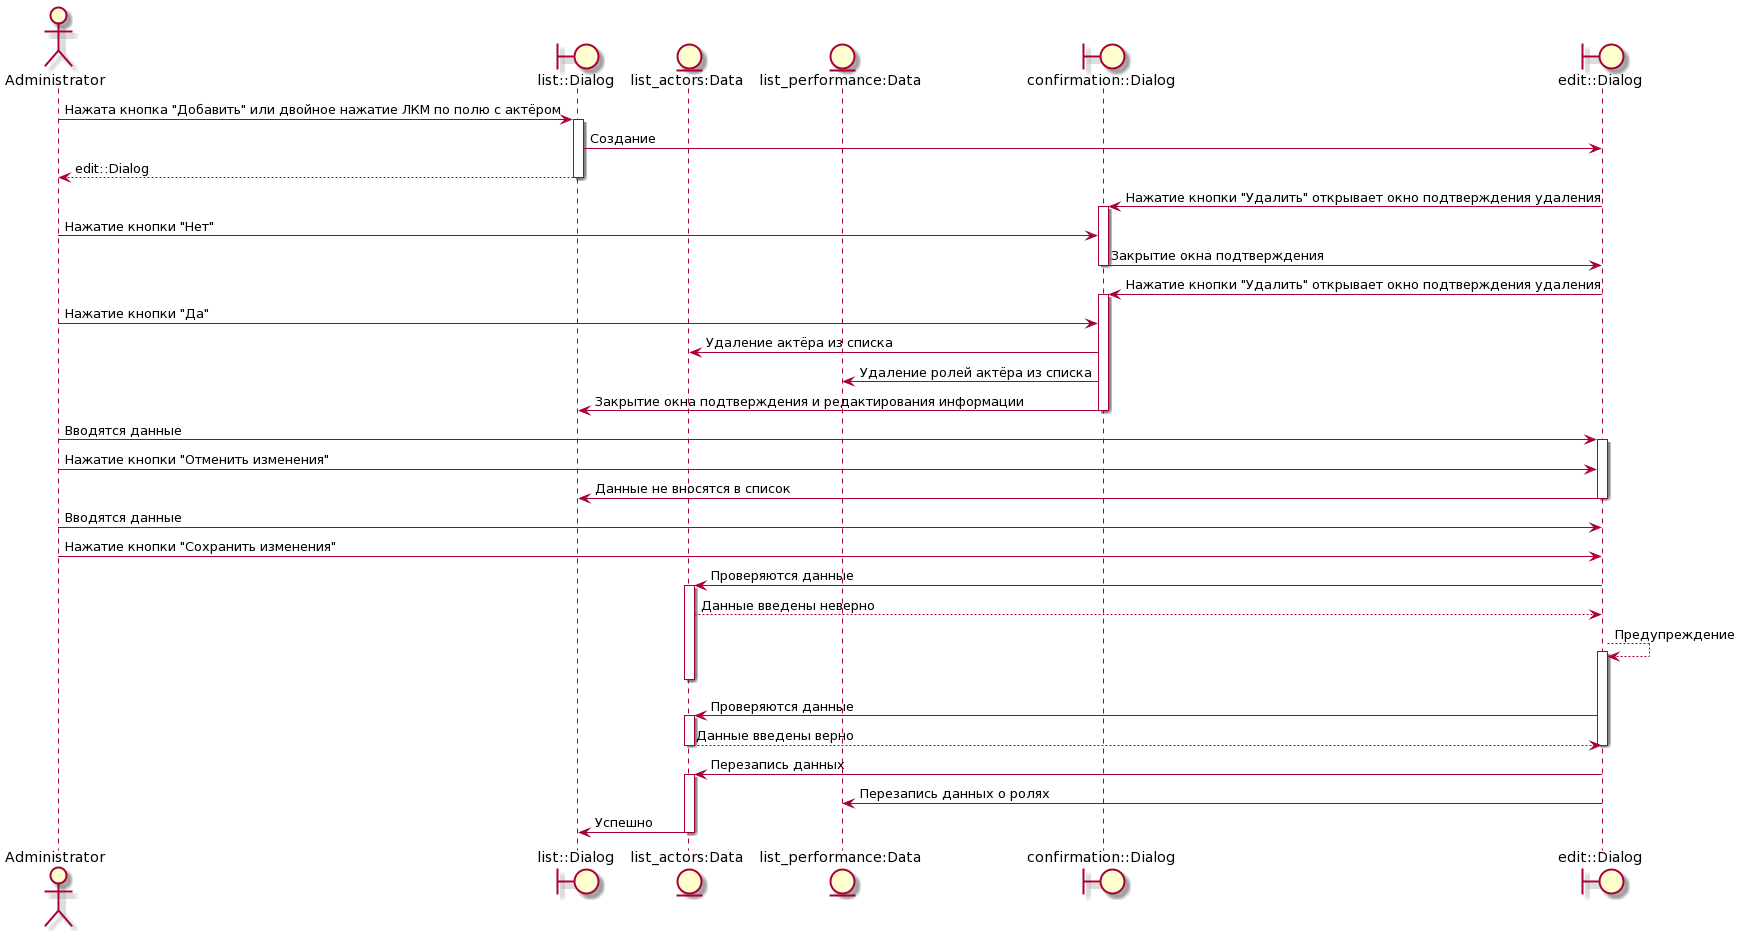 Administrator
list::Dialog
list_actors:Data
list_performance:Data
confirmation::Dialog
edit::Dialog
Нажата кнопка "Добавить" или двойное нажатие ЛКМ по полю с актёром
Создание
edit::Dialog
Нажатие кнопки "Удалить" открывает окно подтверждения удаления
Нажатие кнопки "Нет"
Закрытие окна подтверждения
Нажатие кнопки "Удалить" открывает окно подтверждения удаления
Нажатие кнопки "Да"
Удаление актёра из списка
Удаление ролей актёра из списка
Закрытие окна подтверждения и редактирования информации
Вводятся данные
Нажатие кнопки "Отменить изменения"
Данные не вносятся в список
Вводятся данные
Нажатие кнопки "Сохранить изменения"
Проверяются данные
Данные введены неверно
Предупреждение
Проверяются данные
Данные введены верно
Перезапись данных
Перезапись данных о ролях
Успешно
Administrator
list::Dialog
list_actors:Data
list_performance:Data
confirmation::Dialog
edit::Dialog